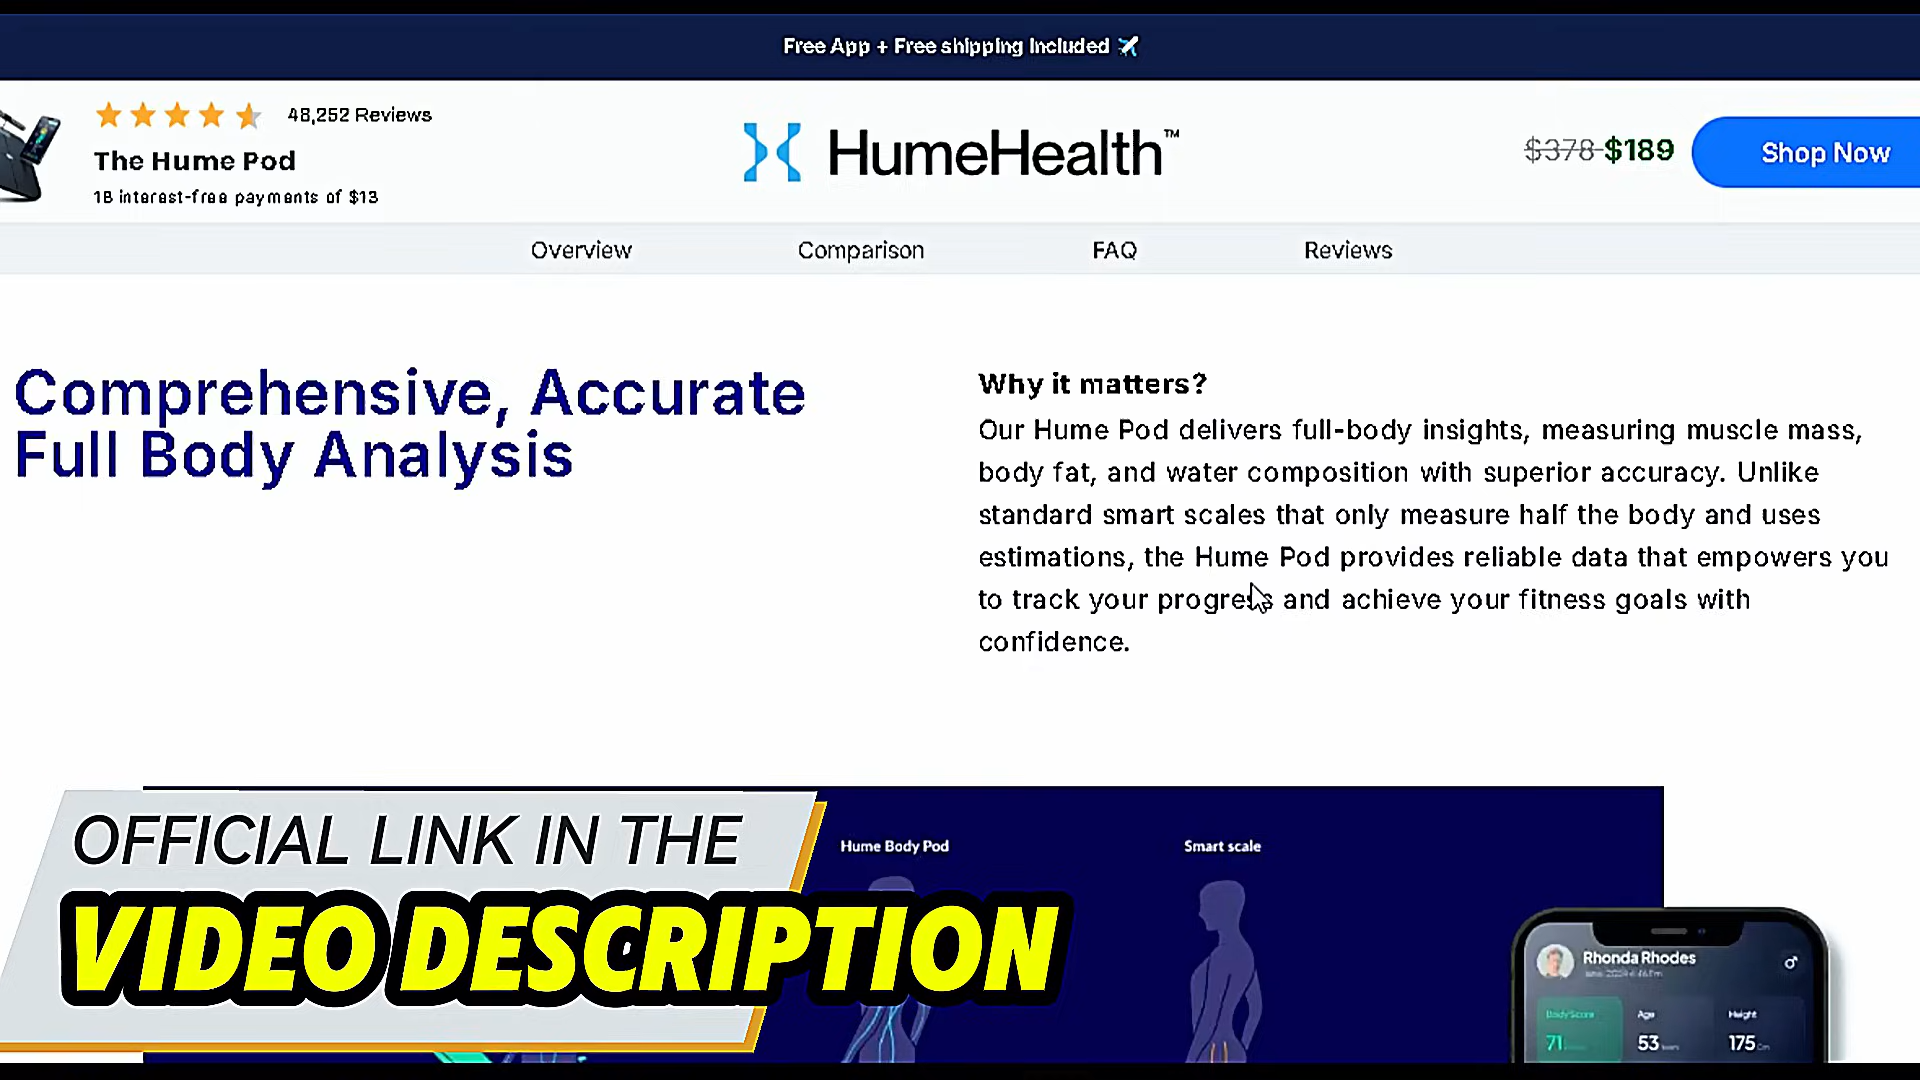 Free App + Free shipping Included
48,252 Reviews
The Hume Pod
18 interest-free payments of $13
HumeHealth™
$378 $189
Shop Now
Overview
Comparison
FAQ
Reviews
Comprehensive, Accurate
Full Body Analysis
Why it matters?
Our Hume Pod delivers full-body insights, measuring muscle mass,
body fat, and water composition with superior accuracy. Unlike
standard smart scales that only measure half the body and uses
estimations, the Hume Pod provides reliable data that empowers you
to track your progress and achieve your fitness goals with
confidence.
OFFICIAL LINK IN THE
VIDEO DESCRIPTION
Hume Body Pod
Smart scale
Rhonda Rhodes
Body Score
71
Age
53
Height
175 cm